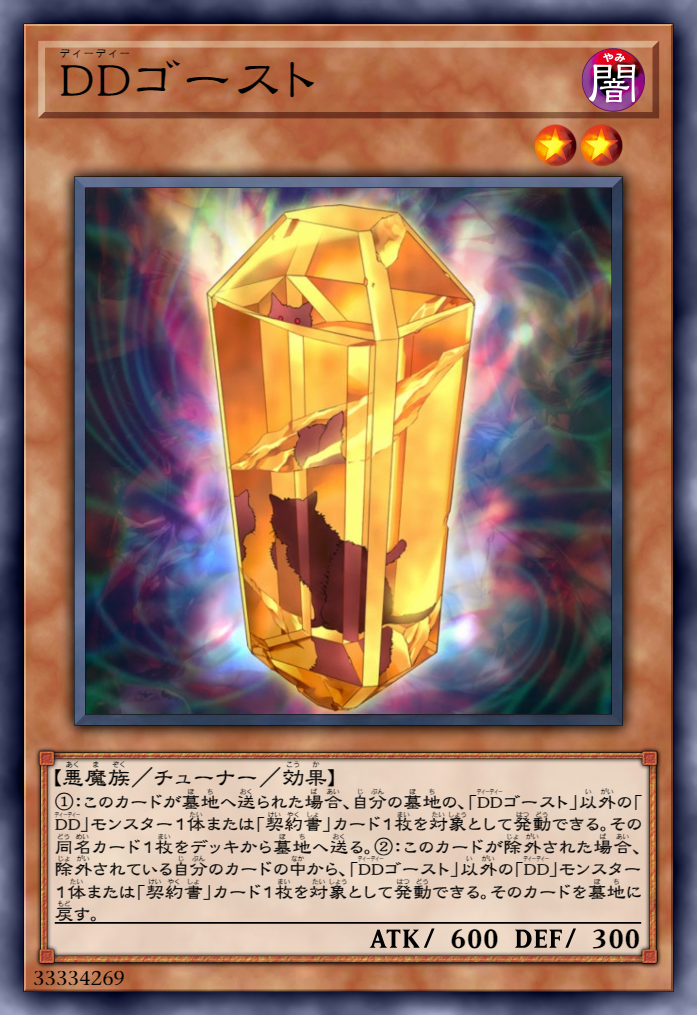 ディーディー
DDゴースト
やみ
闇
【悪魔族／チューナー／効果】
①：このカードが墓地へ送られた場合、自分の墓地の、「DDゴースト」以外の「
DD」モンスター１体または「契約書」カード１枚を対象として発動できる。その
同名カード１枚をデッキから墓地へ送る。②：このカードが除外された場合、
除外されている自分のカードの中から、「DDゴースト」以外の「DD」モンスター
１体または「契約書」カード１枚を対象として発動できる。そのカードを墓地に
戻す。
ATK/ 600 DEF/ 300
33334269